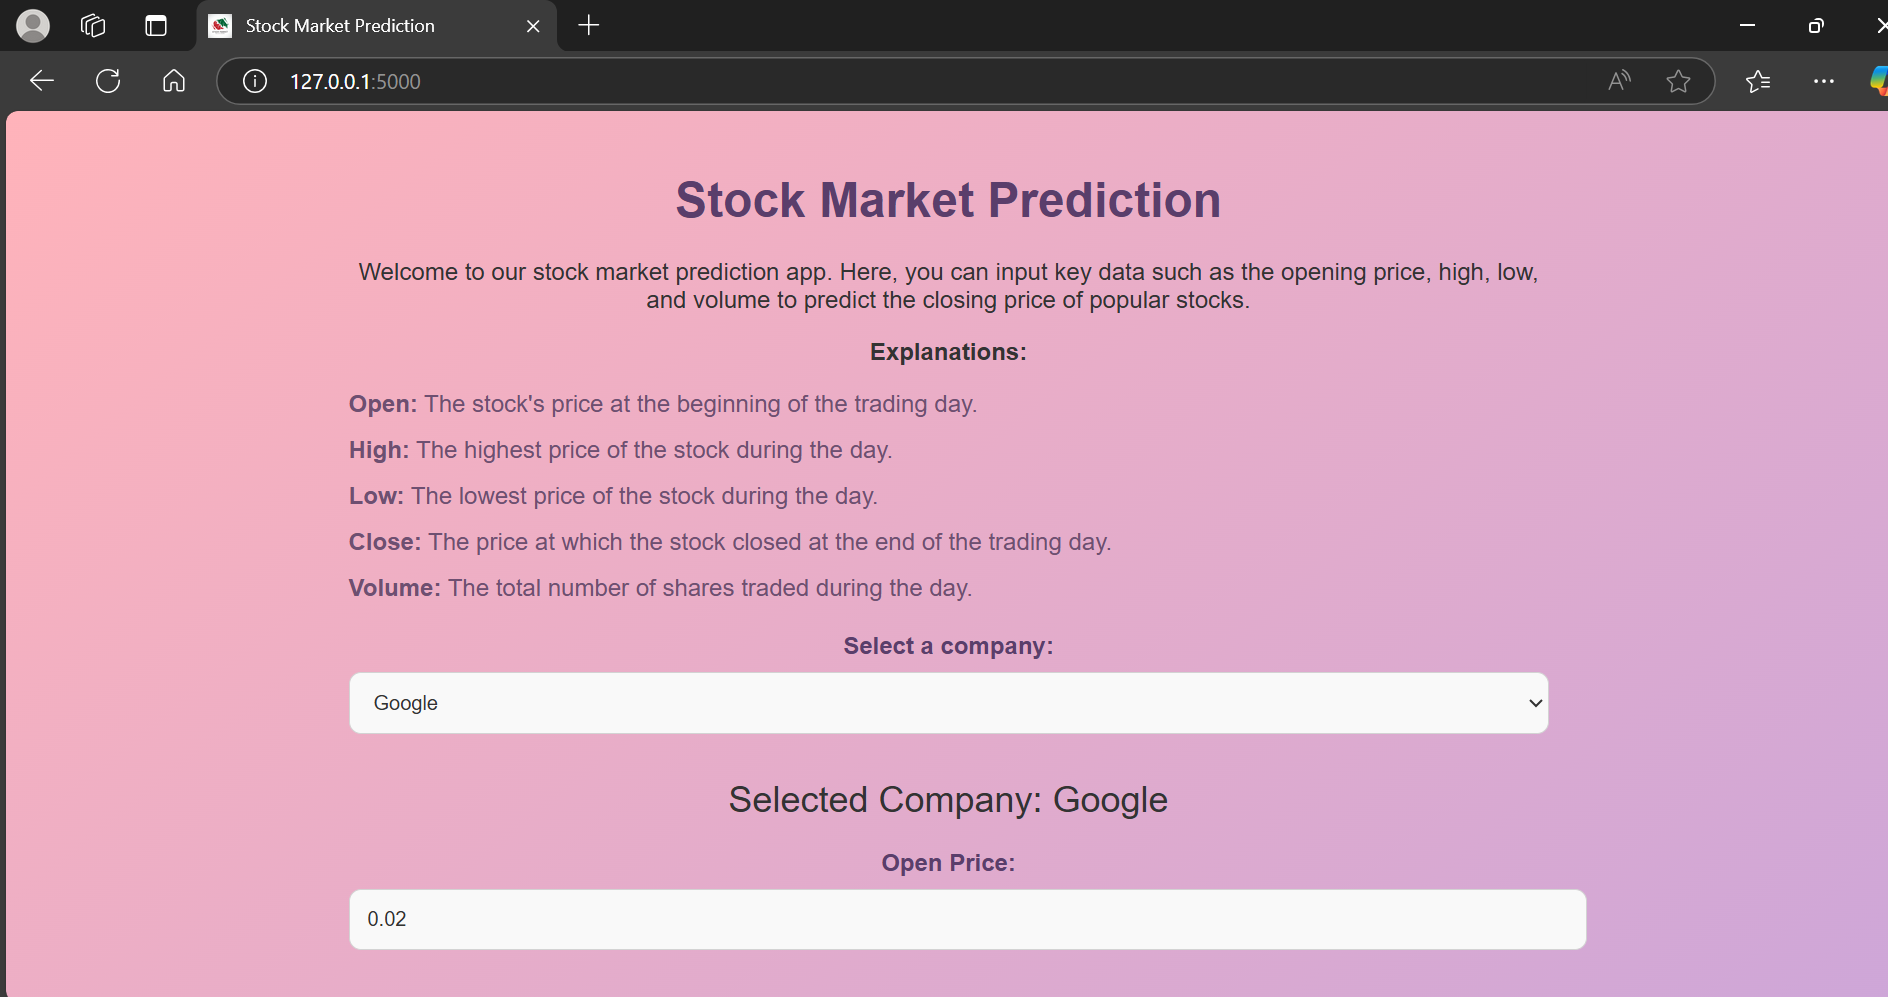 Stock Market Prediction
127.0.0.1:5000
Stock Market Prediction
Welcome to our stock market prediction app. Here, you can input key data such as the opening price, high, low,
and volume to predict the closing price of popular stocks.
Explanations:
Open: The stock's price at the beginning of the trading day.
High: The highest price of the stock during the day.
Low: The lowest price of the stock during the day.
Close: The price at which the stock closed at the end of the trading day.
Volume: The total number of shares traded during the day.
Select a company:
Google
Selected Company: Google
Open Price:
0.02